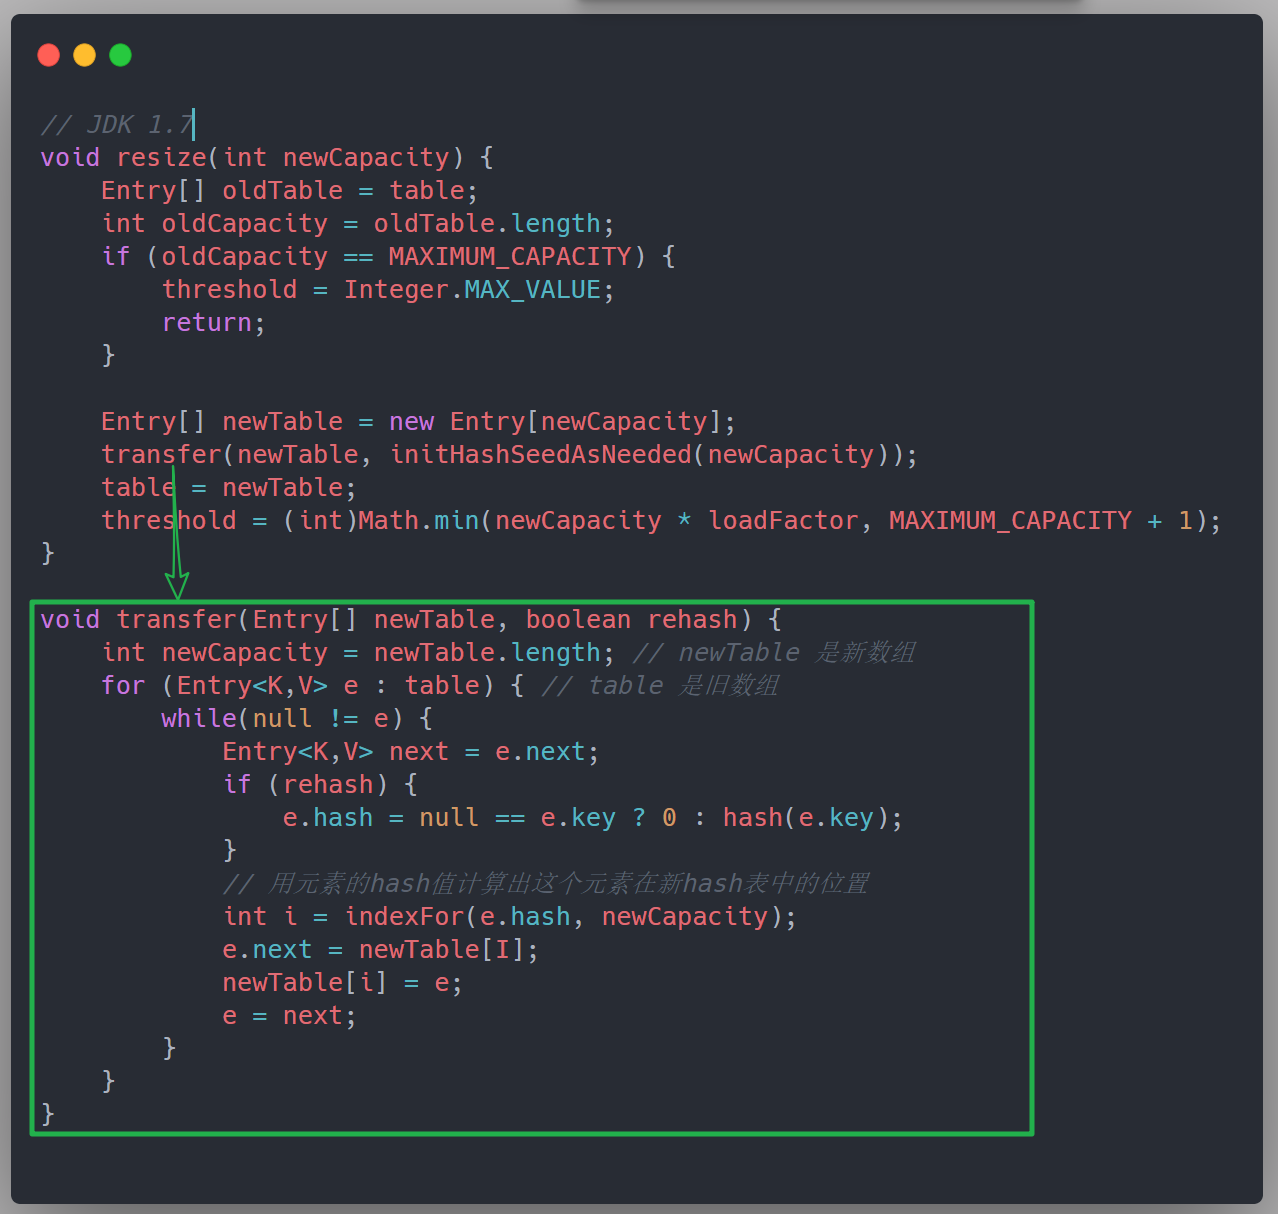 // JDK 1.7
void resize(int newCapacity) {
    Entry[] oldTable = table;
    int oldCapacity = oldTable.length;
    if (oldCapacity == MAXIMUM_CAPACITY) {
        threshold = Integer.MAX_VALUE;
        return;
    }
    Entry[] newTable = new Entry[newCapacity];
    transfer(newTable, initHashSeedAsNeeded(newCapacity));
    table = newTable;
    threshold = (int)Math.min(newCapacity * loadFactor, MAXIMUM_CAPACITY + 1);
}
void transfer(Entry[] newTable, boolean rehash) {
    int newCapacity = newTable.length; // newTable 是新数组
    for (Entry<K,V> e : table) { // table 是旧数组
        while(null != e) {
            Entry<K,V> next = e.next;
            if (rehash) {
                e.hash = null == e.key ? 0 : hash(e.key);
            }
            // 用元素的hash值计算出这个元素在新hash表中的位置
            int i = indexFor(e.hash, newCapacity);
            e.next = newTable[I];
            newTable[i] = e;
            e = next;
        }
    }
}